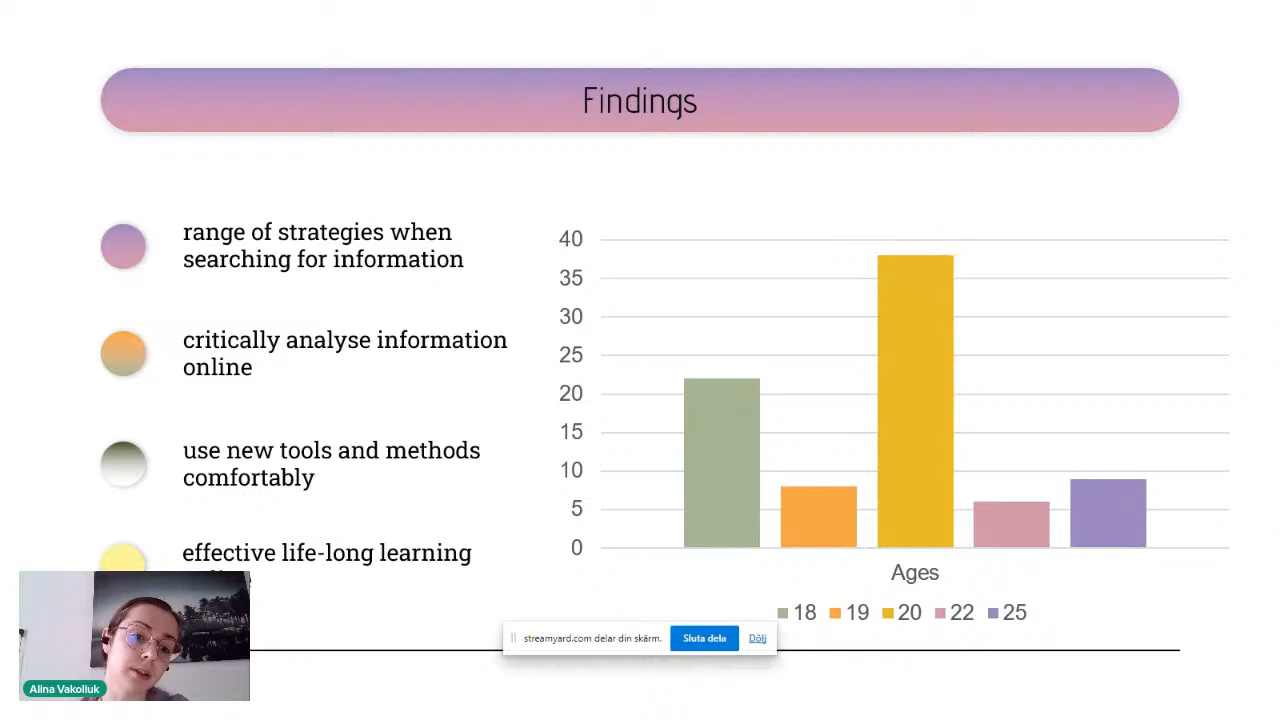 Findings
range of strategies when
searching for information
critically analyse information
online
use new tools and methods
comfortably
effective life-long learning
40
35
30
25
20
15
10
5
0
Ages
18 19 20 22 25
streamyard.com delar din skärm. Sluta dela Dölj
Alina Vakoliuk